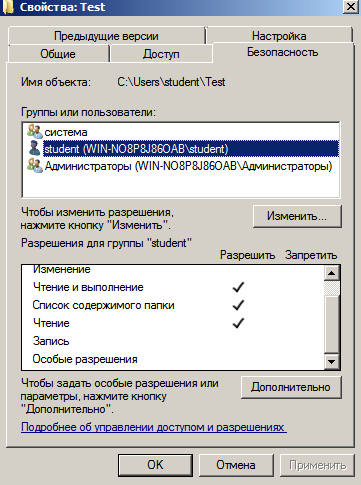 Свойства: Test
Предыдущие версии
Настройка
Общие
Доступ
Безопасность
Имя объекта: C:\Users\student\Test
Группы или пользователи:
система
student (WIN-NO8P8J86OAB\student)
Администраторы (WIN-NO8P8J86OAB\Администраторы)
Чтобы изменить разрешения,
нажмите кнопку "Изменить".
Изменить...
Разрешения для группы "student"
Разрешить Запретить
Изменение
Чтение и выполнение
Список содержимого папки
Чтение
Запись
Особые разрешения
Чтобы задать особые разрешения или
параметры, нажмите кнопку
"Дополнительно".
Дополнительно
Подробнее об управлении доступом и разрешениях
OK
Отмена
Применить